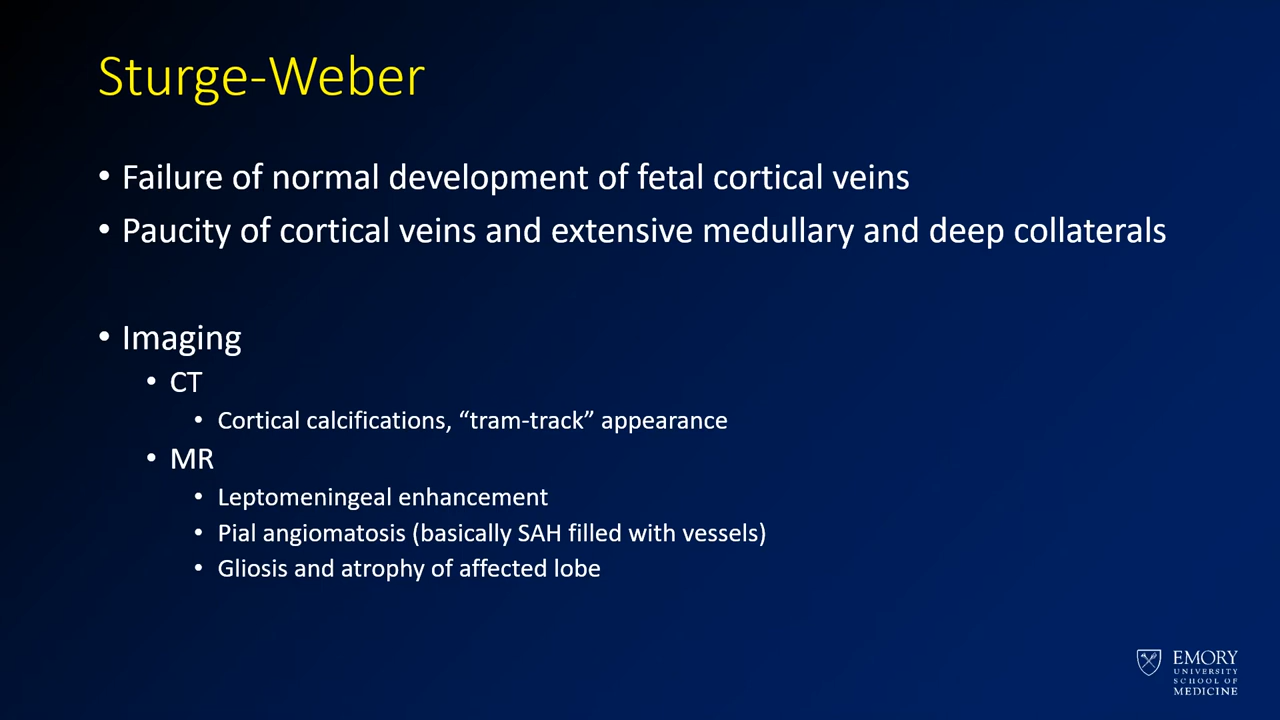 Sturge-Weber
• Failure of normal development of fetal cortical veins
• Paucity of cortical veins and extensive medullary and deep collaterals
• Imaging
• CT
• Cortical calcifications, “tram-track” appearance
• MR
• Leptomeningeal enhancement
• Pial angiomatosis (basically SAH filled with vessels)
• Gliosis and atrophy of affected lobe
EMORY
UNIVERSITY
SCHOOL OF
MEDICINE